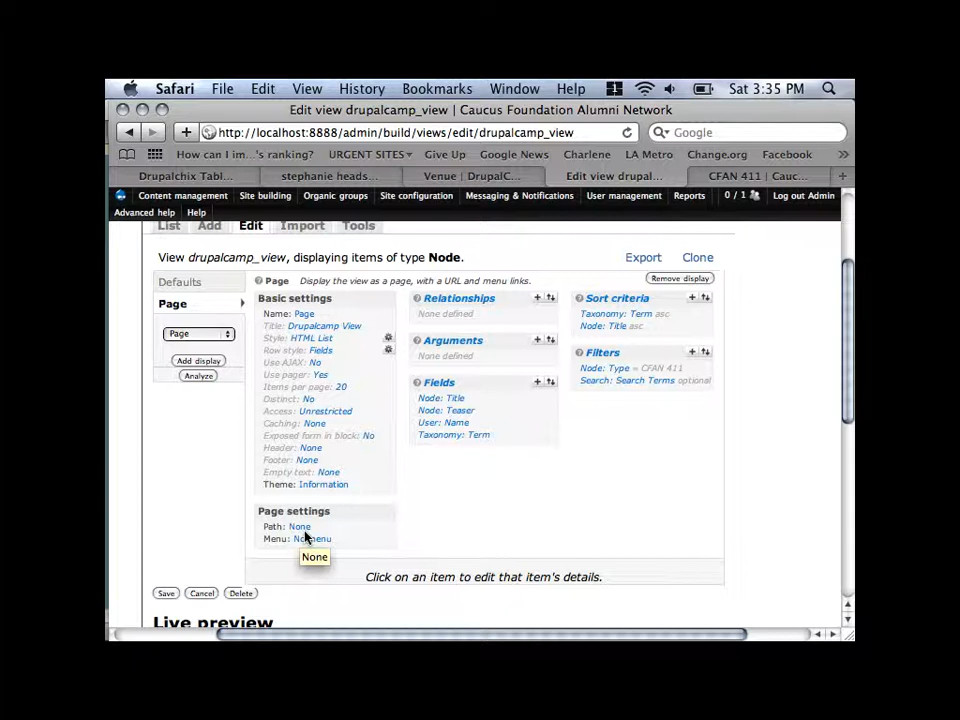 Safari File Edit View History Bookmarks Window Help 1 Sat 3:35 PM
Edit view drupalcamp_view | Caucus Foundation Alumni Network
http://localhost:8888/admin/build/views/edit/drupalcamp_view Google
How can I im...'s ranking? URGENT SITES Give Up Google News Charlene LA Metro Change.org Facebook
Drupalchix Tabl... stephanie heads... Venue | DrupalC... Edit view drupal... CFAN 411 | Cauc...
Content management Site building Organic groups Site configuration Messaging & Notifications User management Reports 0 / 1 Log out Admin
Advanced help Help
List Add Edit Import Tools
View drupalcamp_view, displaying items of type Node. Export Clone
Defaults
Page
Page
Add display
Analyze
Page Display the view as a page, with a URL and menu links. Remove display
Basic settings
Name: Page
Title: Drupalcamp View
Style: HTML List
Row style: Fields
Use AJAX: No
Use pager: Yes
Items per page: 20
Distinct: No
Access: Unrestricted
Caching: None
Exposed form in block: No
Header: None
Footer: None
Empty text: None
Theme: Information
Page settings
Path: None
Menu: No menu
None
Relationships
None defined
Arguments
None defined
Fields
Node: Title
Node: Teaser
User: Name
Taxonomy: Term
Sort criteria
Taxonomy: Term asc
Node: Title asc
Filters
Node: Type = CFAN 411
Search: Search Terms optional
Click on an item to edit that item's details.
Save Cancel Delete
Live preview